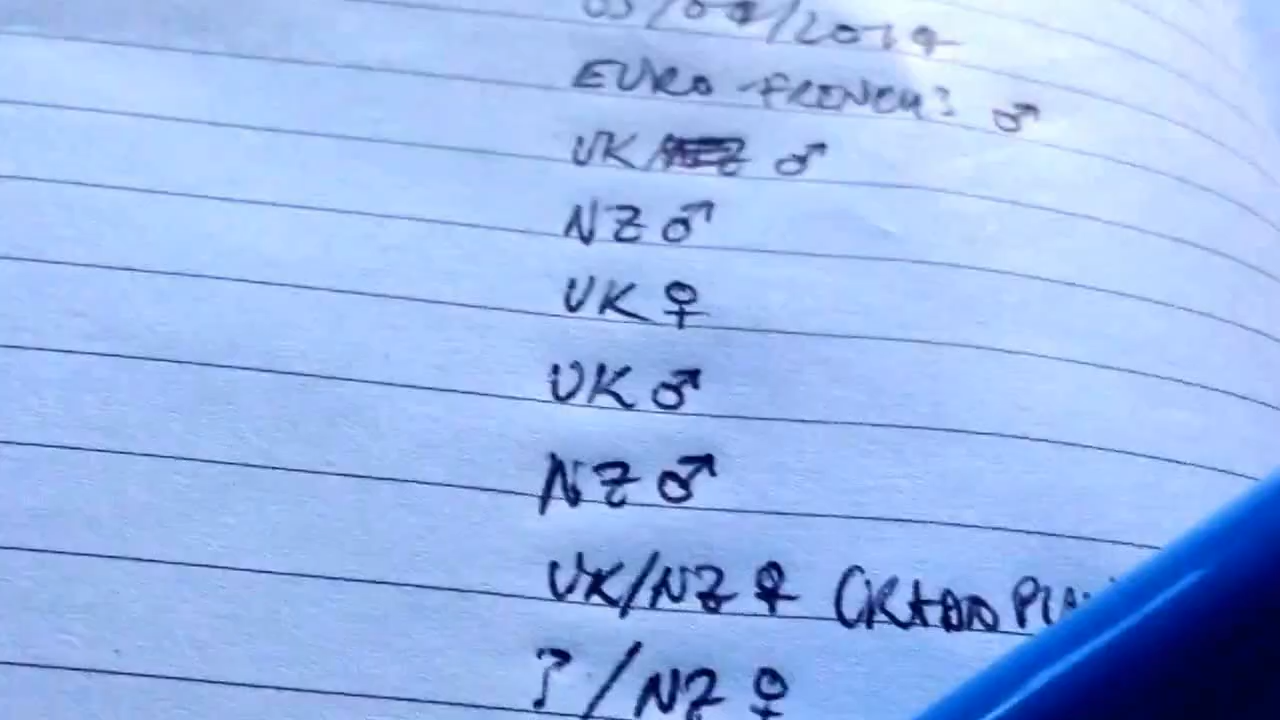 EURO-FRENCH? ♂
UK ♂
NZ ♂
UK ♀
UK ♂
NZ ♂
UK/NZ ♀
? /NZ ♀